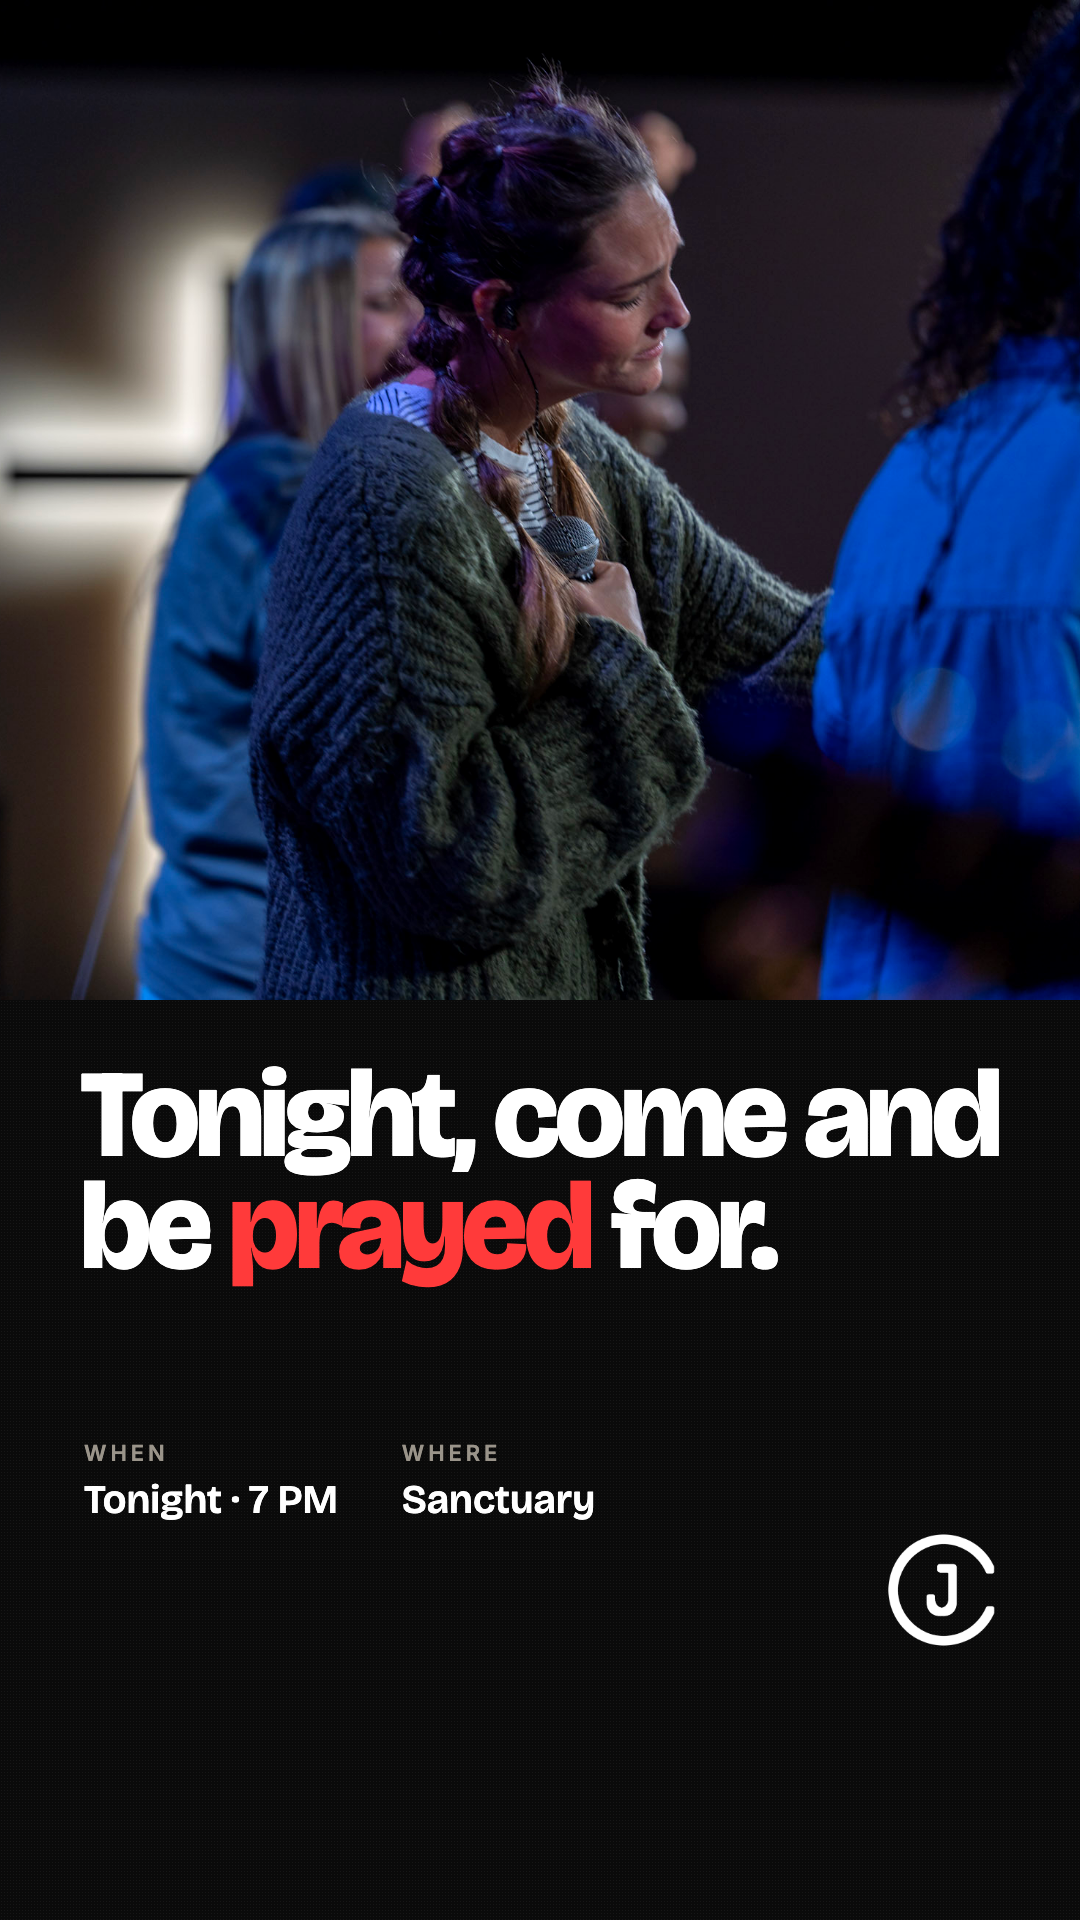 Tonight, come and
be prayed for.
WHEN
Tonight · 7 PM
WHERE
Sanctuary
J